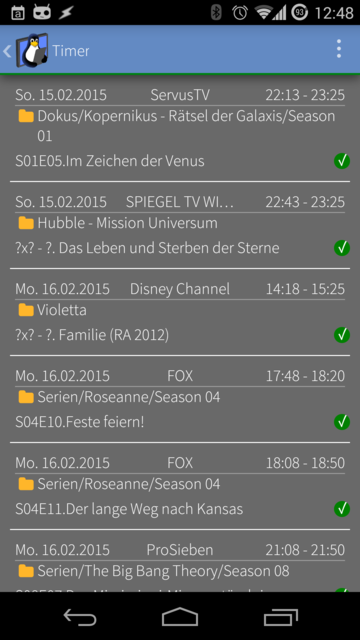 93 12:48
Timer
So. 15.02.2015 ServusTV 22:13 - 23:25
Dokus/Kopernikus - Rätsel der Galaxis/Season
01
S01E05.Im Zeichen der Venus
So. 15.02.2015 SPIEGEL TV WI... 22:43 - 23:25
Hubble - Mission Universum
?x? - ?. Das Leben und Sterben der Sterne
Mo. 16.02.2015 Disney Channel 14:18 - 15:25
Violetta
?x? - ?. Familie (RA 2012)
Mo. 16.02.2015 FOX 17:48 - 18:20
Serien/Roseanne/Season 04
S04E10.Feste feiern!
Mo. 16.02.2015 FOX 18:08 - 18:50
Serien/Roseanne/Season 04
S04E11.Der lange Weg nach Kansas
Mo. 16.02.2015 ProSieben 21:08 - 21:50
Serien/The Big Bang Theory/Season 08